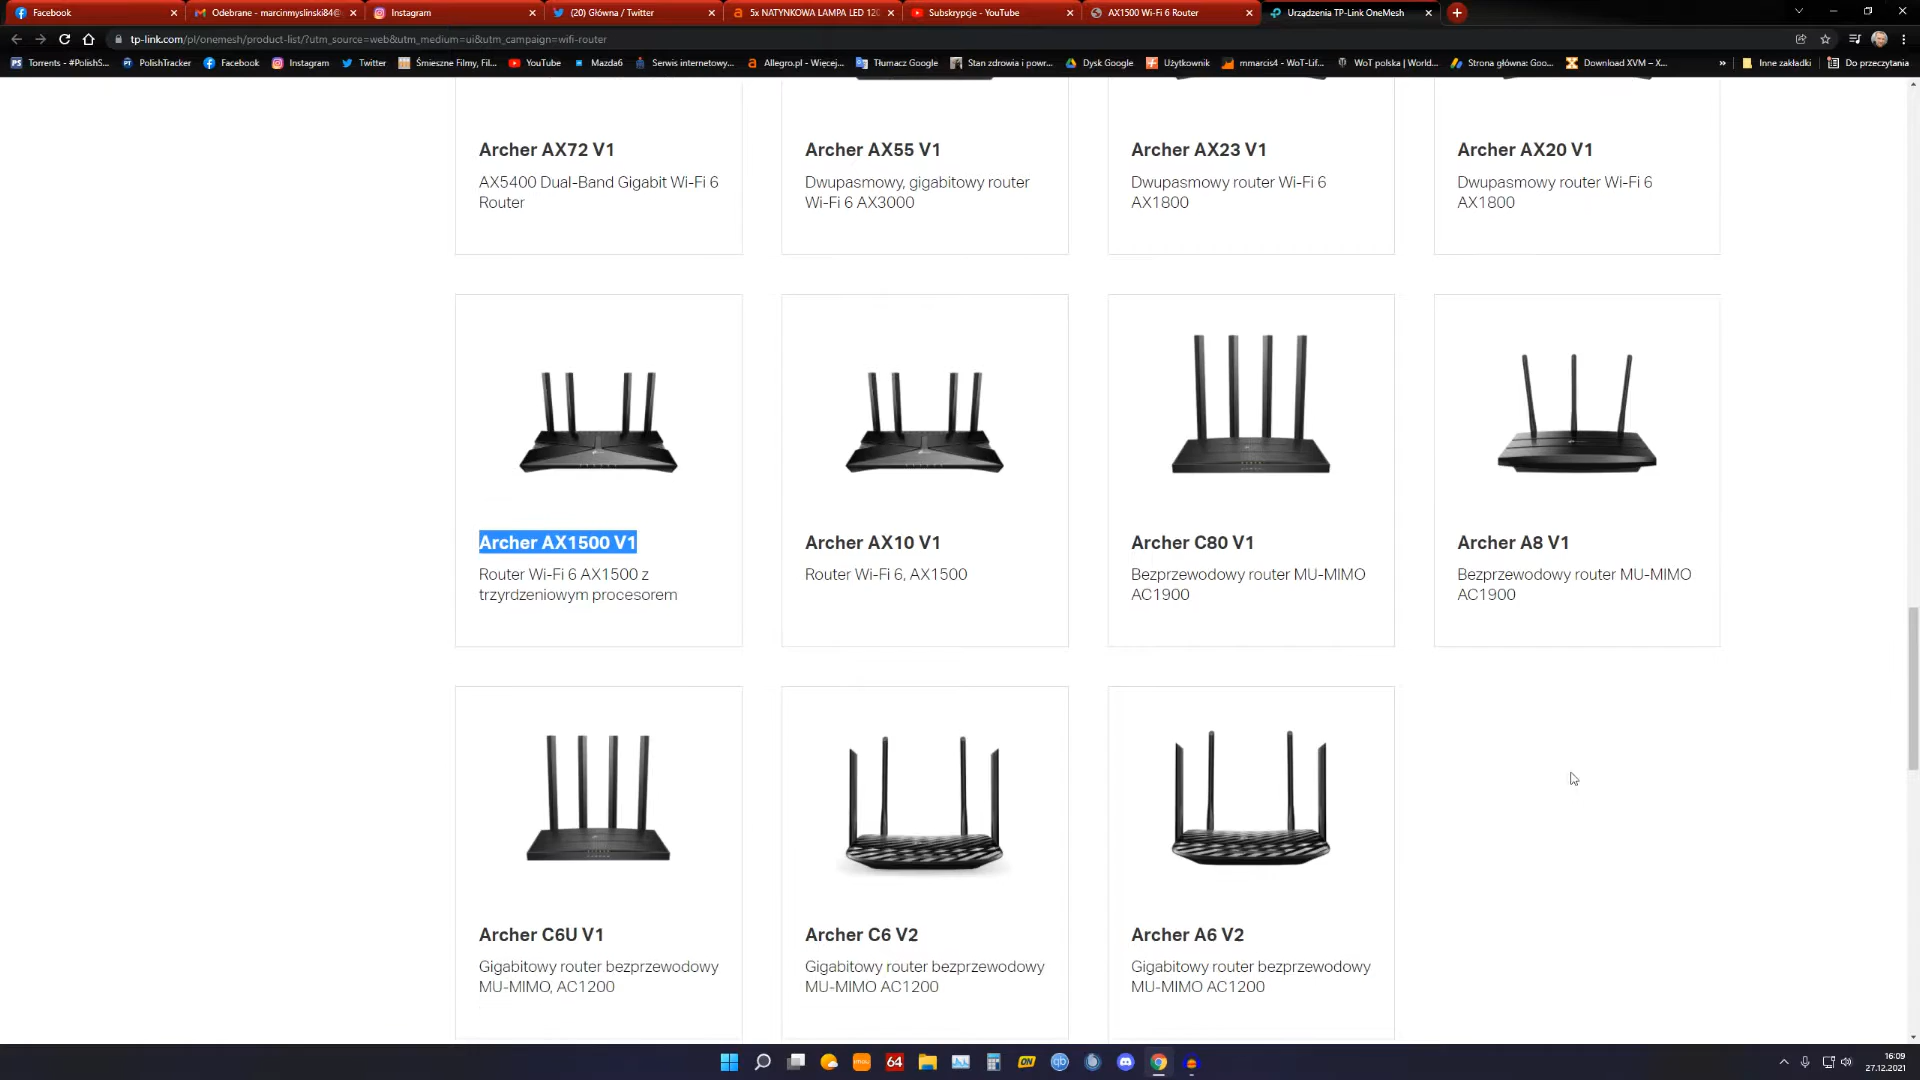 Facebook
Odebrane - marcinmyslinski84@
Instagram
(20) Główna / Twitter
5x NATYNKOWA LAMPA LED 120
Subskrypcje - YouTube
AX1500 Wi-Fi 6 Router
Urządzenia TP-Link OneMesh
tp-link.com/pl/onemesh/product-list/?utm_source=web&utm_medium=ui&utm_campaign=wifi-router
Torrents - #PolishS...
PolishTracker
Facebook
Instagram
Twitter
Śmieszne Filmy, Fil...
YouTube
Mazda6
Serwis internetowy...
Allegro.pl - Więcej...
Tłumacz Google
Stan zdrowia i powr...
Dysk Google
Użytkownik
mmarcis4 - WoT-Lif...
WoT polska | World...
Strona główna: Goo...
Download XVM – X...
»
Inne zakładki
Do przeczytania
Archer AX72 V1
AX5400 Dual-Band Gigabit Wi-Fi 6
Router
Archer AX55 V1
Dwupasmowy, gigabitowy router
Wi-Fi 6 AX3000
Archer AX23 V1
Dwupasmowy router Wi-Fi 6
AX1800
Archer AX20 V1
Dwupasmowy router Wi-Fi 6
AX1800
Archer AX1500 V1
Router Wi-Fi 6 AX1500 z
trzyrdzeniowym procesorem
Archer AX10 V1
Router Wi-Fi 6, AX1500
Archer C80 V1
Bezprzewodowy router MU-MIMO
AC1900
Archer A8 V1
Bezprzewodowy router MU-MIMO
AC1900
Archer C6U V1
Gigabitowy router bezprzewodowy
MU-MIMO, AC1200
Archer C6 V2
Gigabitowy router bezprzewodowy
MU-MIMO AC1200
Archer A6 V2
Gigabitowy router bezprzewodowy
MU-MIMO AC1200
64
ON
qb
16:09
27.12.2021